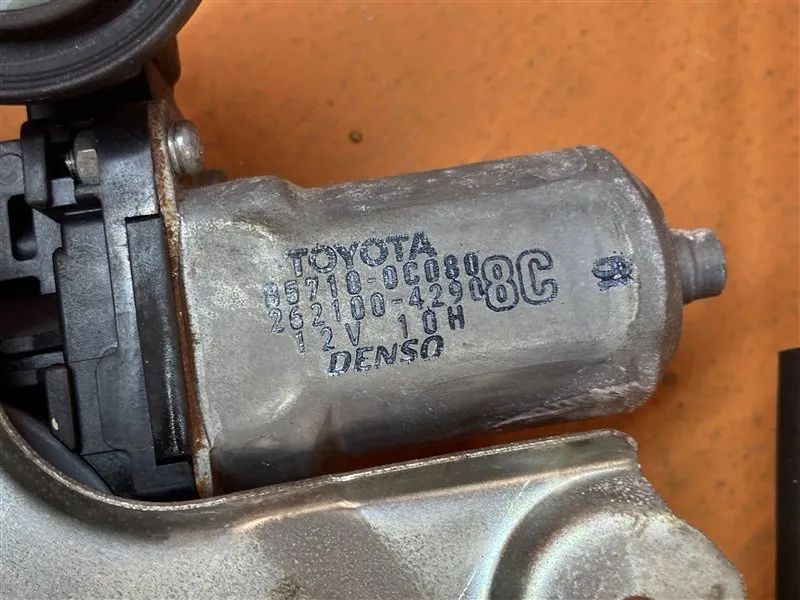 TOYOTA
85710-0C080
262100-4290
8C
12V 10H
DENSO